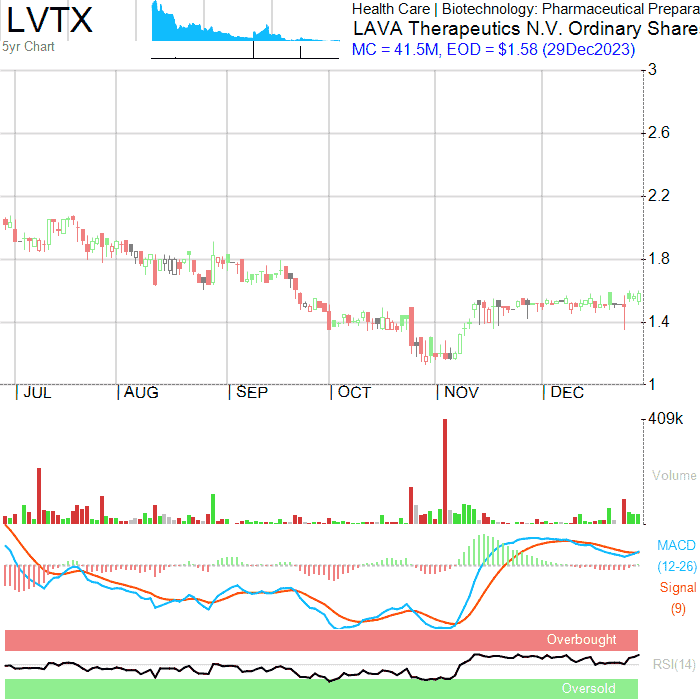 LVTX
5yr Chart
Health Care | Biotechnology: Pharmaceutical Prepara
LAVA Therapeutics N.V. Ordinary Share
MC = 41.5M, EOD = $1.58 (29Dec2023)
3
2.6
2.2
1.8
1.4
1
JUL AUG SEP OCT NOV DEC
409k
Volume
MACD
(12-26)
Signal
(9)
Overbought
RSI(14)
Oversold